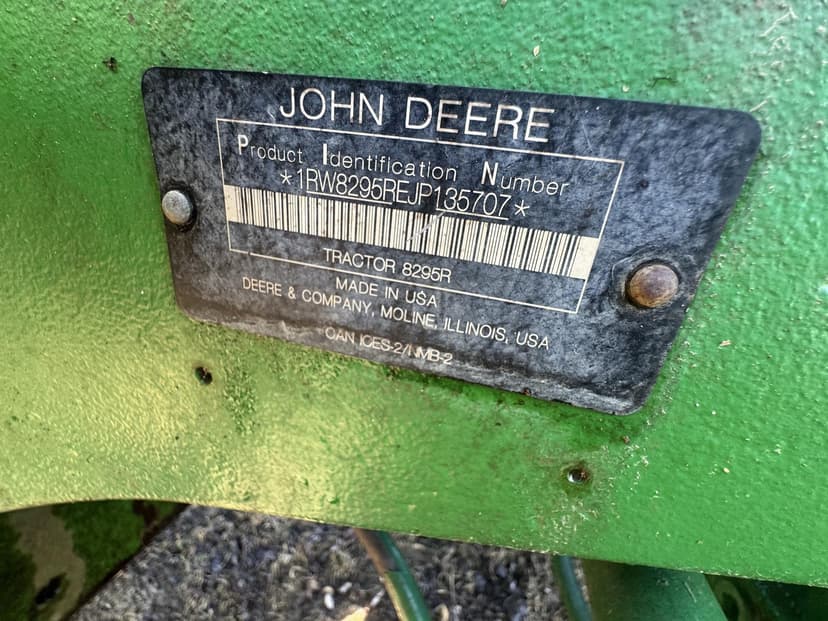 JOHN DEERE
Product Identification Number
*1RW8295REJP135707*
TRACTOR 8295R
MADE IN USA
DEERE & COMPANY, MOLINE, ILLINOIS, USA
CAN ICES-2/NMB-2